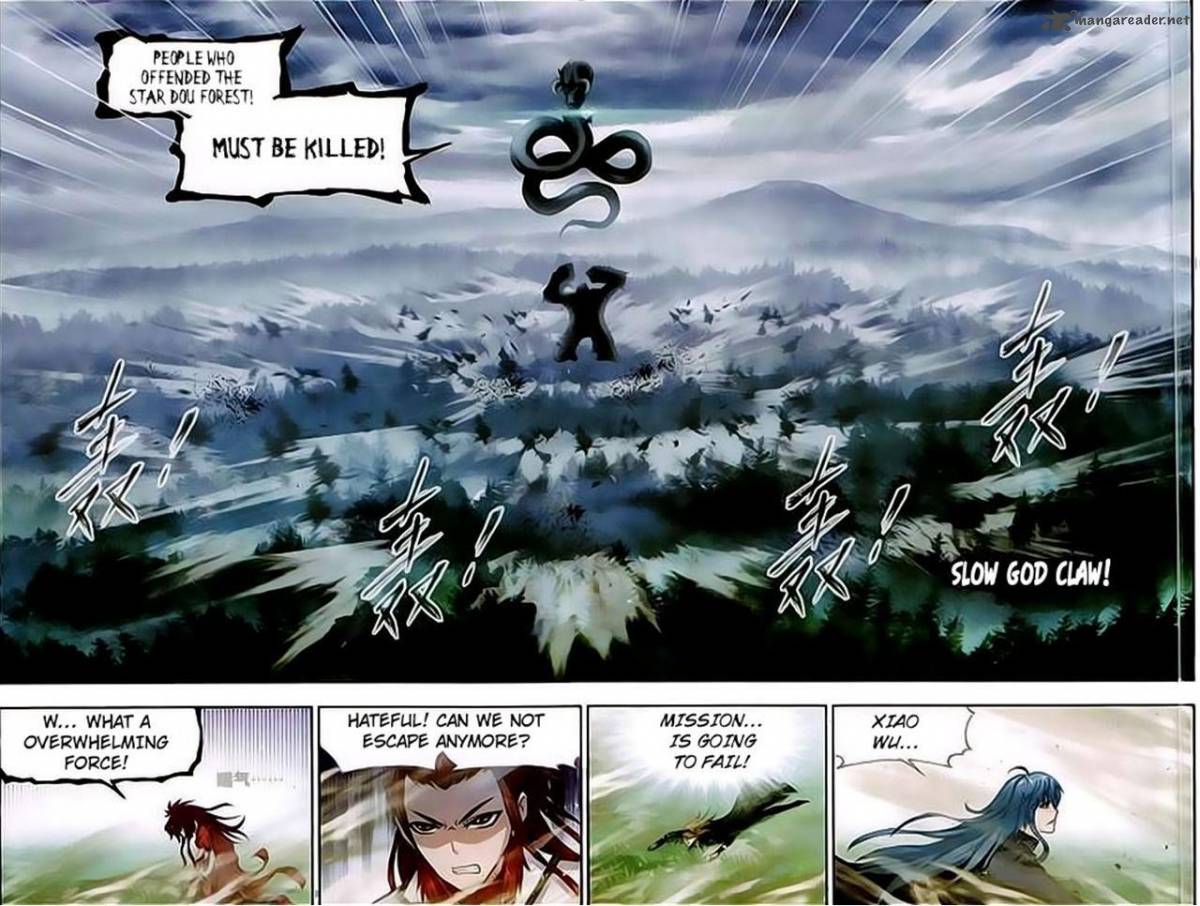 mangareader.net
PEOPLE WHO
OFFENDED THE
STAR DOU FOREST!
MUST BE KILLED!
轰!
轰!
轰!
轰!
SLOW GOD CLAW!
W... WHAT A
OVERWHELMING
FORCE!
HATEFUL! CAN WE NOT
ESCAPE ANYMORE?
MISSION...
IS GOING
TO FAIL!
XIAO
WU...